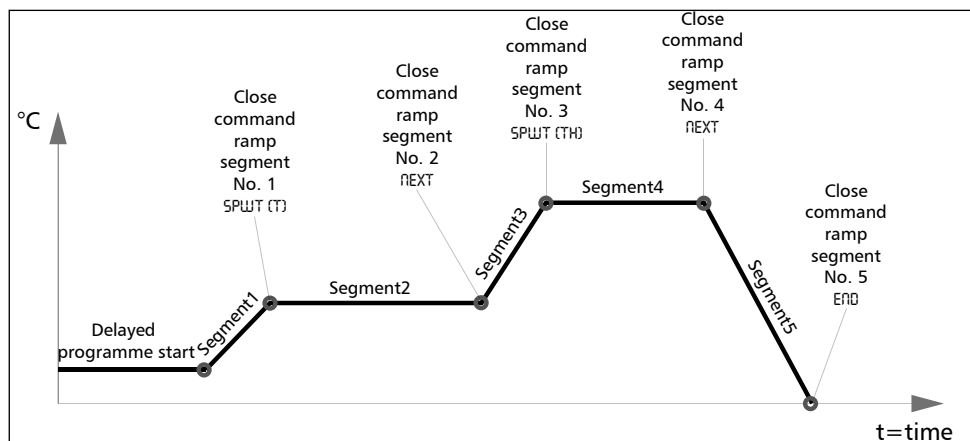 °C
Delayed
programme start
Segment1
Close
command
ramp
segment
No. 1
SPWT (T)
Segment2
Close
command
ramp
segment
No. 2
NEXT
Segment3
Close
command
ramp
segment
No. 3
SPWT (TH)
Segment4
Close
command
ramp
segment
No. 4
NEXT
Segment5
Close
command
ramp
segment
No. 5
END
t=time